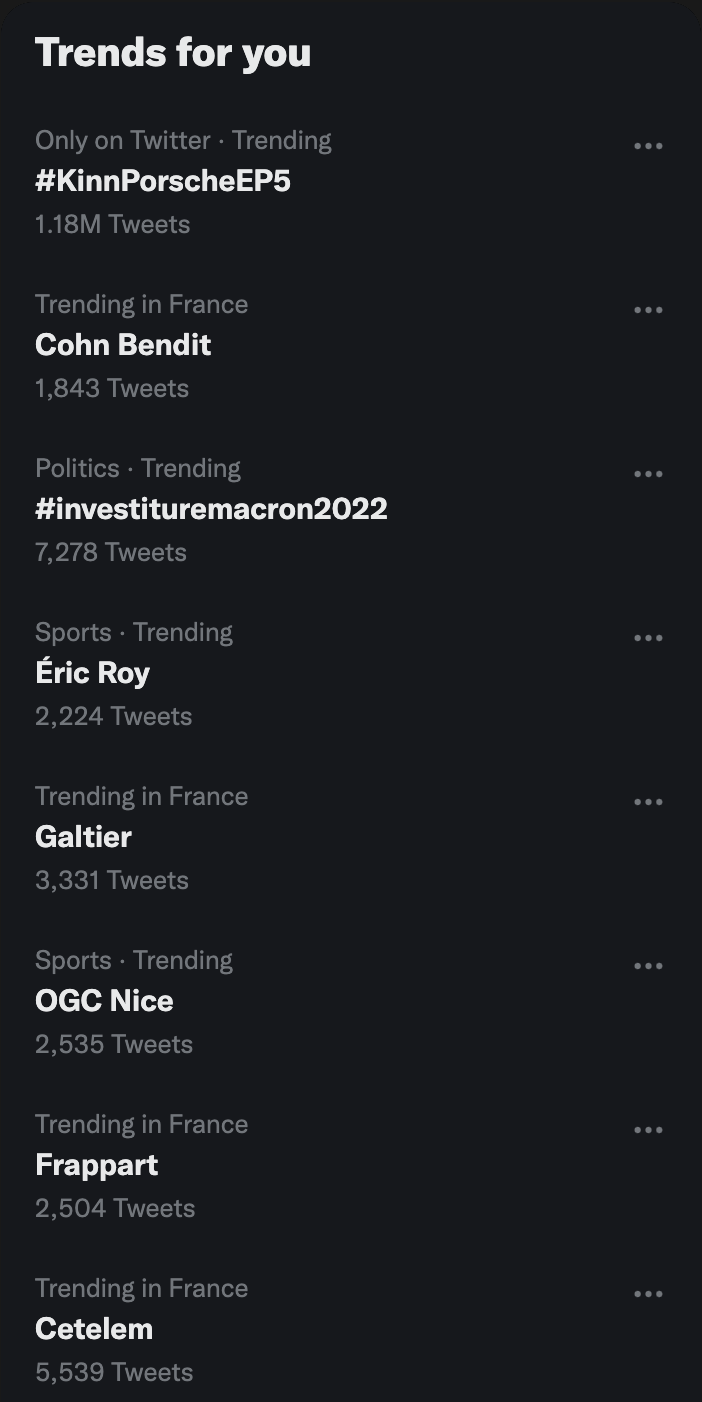 Trends for you
Only on Twitter · Trending
#KinnPorscheEP5
1.18M Tweets
Trending in France
Cohn Bendit
1,843 Tweets
Politics · Trending
#investituremacron2022
7,278 Tweets
Sports · Trending
Éric Roy
2,224 Tweets
Trending in France
Galtier
3,331 Tweets
Sports · Trending
OGC Nice
2,535 Tweets
Trending in France
Frappart
2,504 Tweets
Trending in France
Cetelem
5,539 Tweets